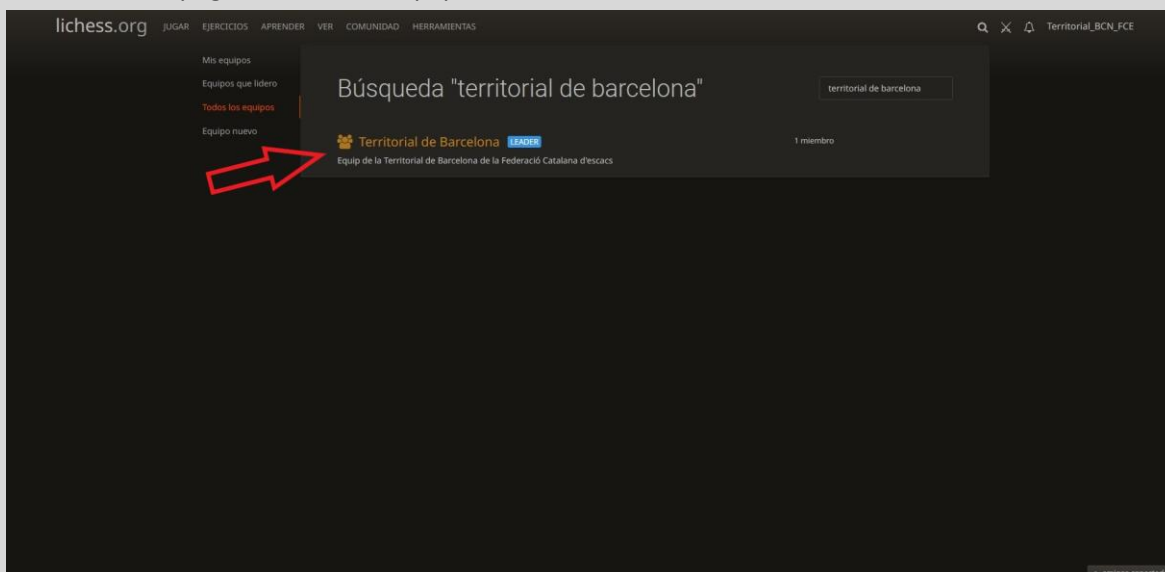 lichess.org JUGAR EJERCICIOS APRENDER VER COMUNIDAD HERRAMIENTAS Territorial_BCN_FCE
Mis equipos
Equipos que lidero
Todos los equipos
Equipo nuevo
Búsqueda "territorial de barcelona" territorial de barcelona
Territorial de Barcelona LEADER 1 miembro
Equip de la Territorial de Barcelona de la Federació Catalana d'escacs